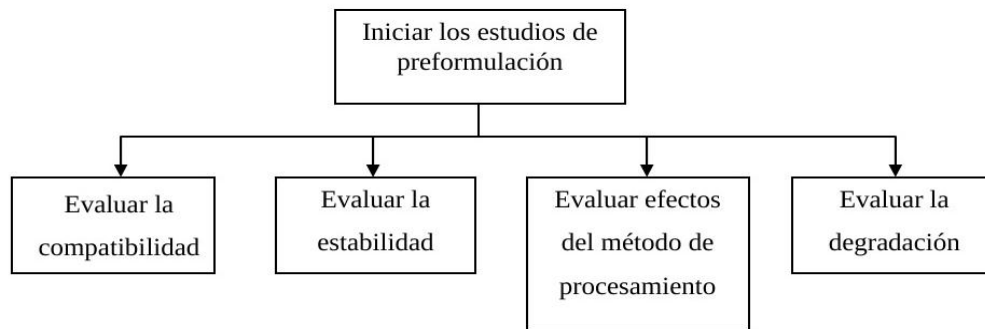 Iniciar los estudios de
preformulación
Evaluar la
compatibilidad
Evaluar la
estabilidad
Evaluar efectos
del método de
procesamiento
Evaluar la
degradación